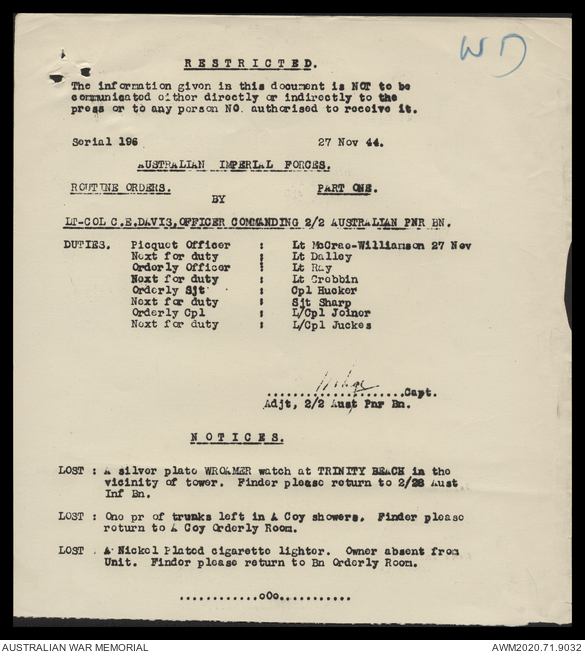 WD
RESTRICTED.
The information given in this document is NOT to be
communicated either directly or indirectly to the
press or to any person NO. authorised to receive it.
Serial 196 27 Nov 44.
AUSTRALIAN IMPERIAL FORCES.
ROUTINE ORDERS. PART ONE.
BY
LT-COL C.E.DAVIS, OFFICER COMMANDING 2/2 AUSTRALIAN PNR BN.
DUTIES. Picquet Officer : Lt McCrae-Williamson 27 Nov
Next for duty : Lt Dalley
Orderly Officer : Lt Ray
Next for duty : Lt Crebbin
Orderly Sjt : Cpl Hucker
Next for duty : Sjt Sharp
Orderly Cpl : L/Cpl Joiner
Next for duty : L/Cpl Juckes
....................Capt.
Adjt, 2/2 Aust Pnr Bn.
NOTICES.
LOST : A silver plate WROAMER watch at TRINITY BEACH in the
vicinity of tower. Finder please return to 2/28 Aust
Inf Bn.
LOST : One pr of trunks left in A Coy showers. Finder please
return to A Coy Orderly Room.
LOST . A Nickel Plated cigarette lighter. Owner absent from
Unit. Finder please return to Bn Orderly Room.
............oOo...........
AUSTRALIAN WAR MEMORIAL AWM2020.71.9032